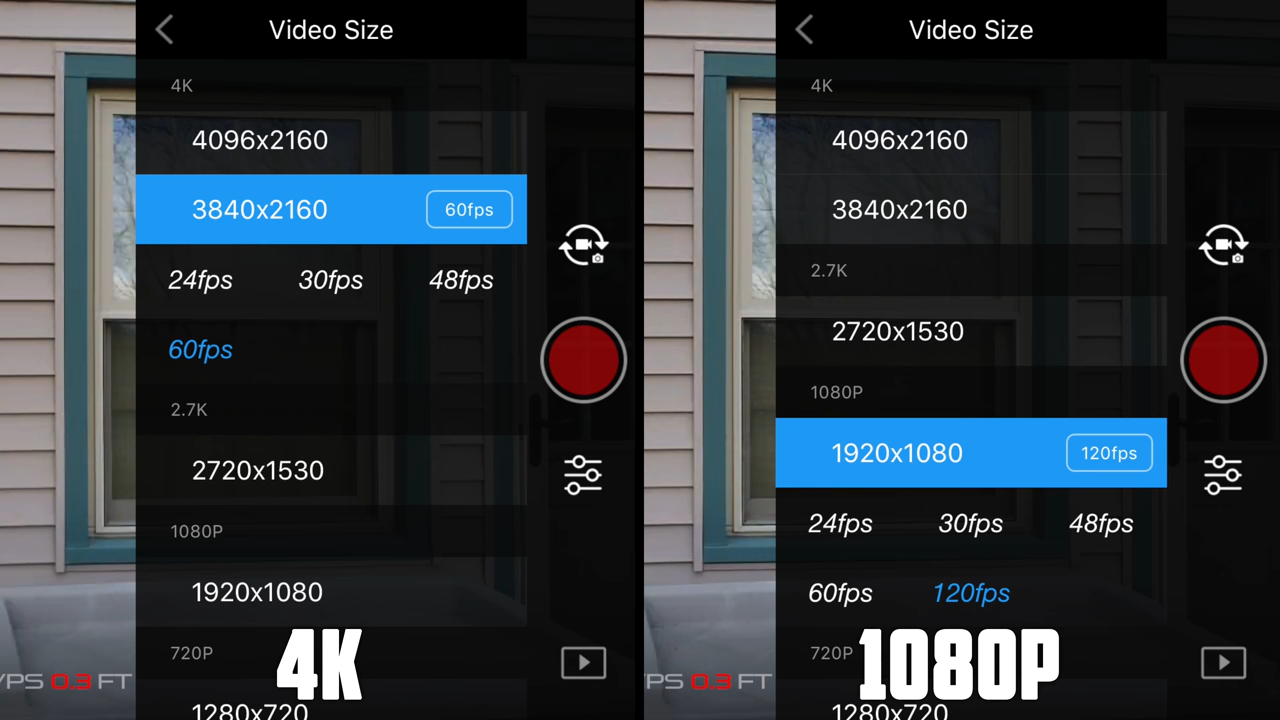 Video Size
4K
4096x2160
3840x2160 60fps
24fps 30fps 48fps
60fps
2.7K
2720x1530
1080P
1920x1080
720P
1280x720
PS 0.3 FT
4K
Video Size
4K
4096x2160
3840x2160
2.7K
2720x1530
1080P
1920x1080 120fps
24fps 30fps 48fps
60fps 120fps
720P
1280x720
PS 0.3 FT
1080P